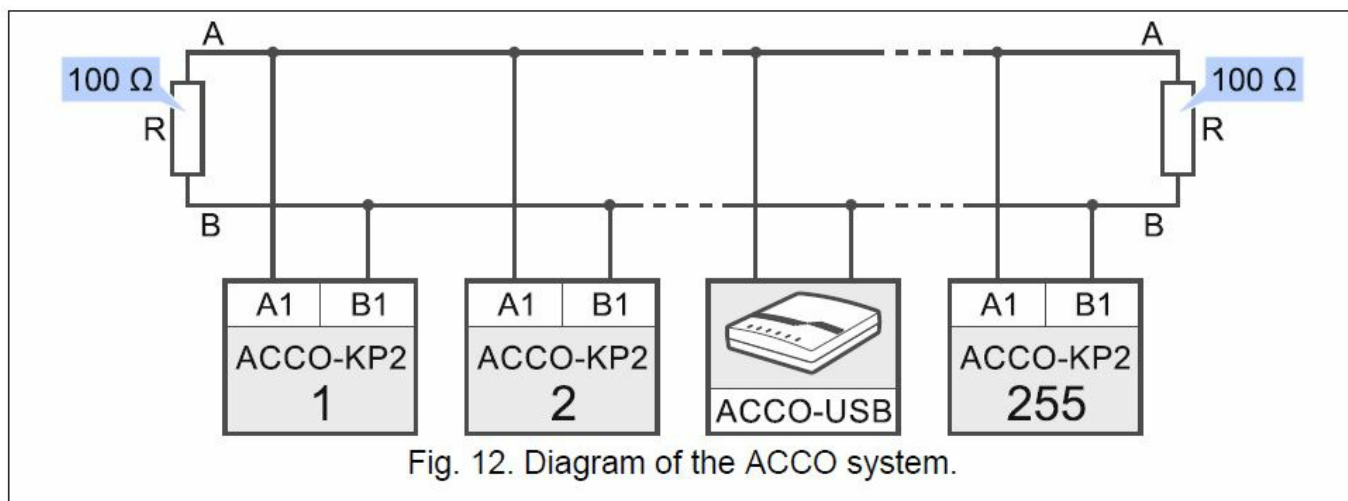 A A
100 Ω 100 Ω
R R
B B
A1 B1 A1 B1 A1 B1
ACCO-KP2 ACCO-KP2 ACCO-KP2
1 2 ACCO-USB 255
Fig. 12. Diagram of the ACCO system.